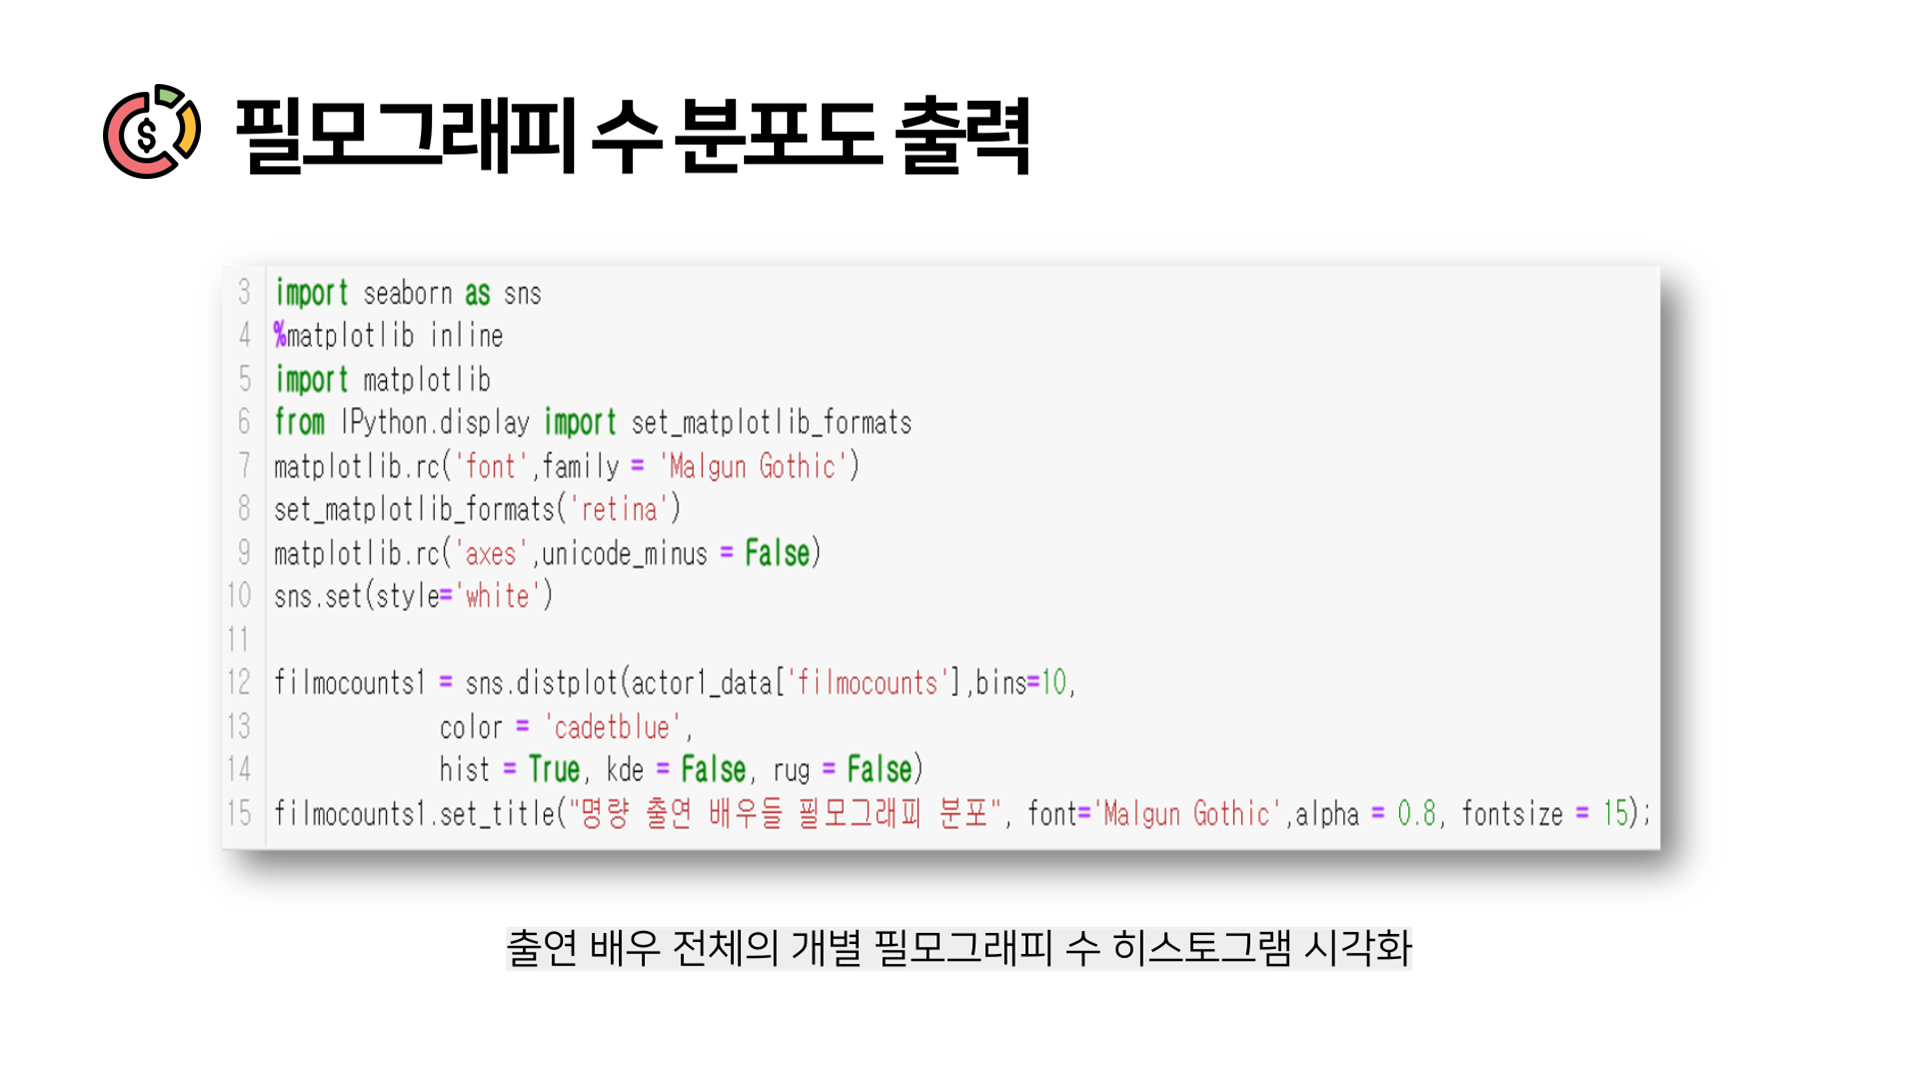 $ 필모그래피 수 분포도 출력
3 import seaborn as sns
4 %matplotlib inline
5 import matplotlib
6 from IPython.display import set_matplotlib_formats
7 matplotlib.rc('font',family = 'Malgun Gothic')
8 set_matplotlib_formats('retina')
9 matplotlib.rc('axes',unicode_minus = False)
10 sns.set(style='white')
11
12 filmocounts1 = sns.distplot(actor1_data['filmocounts'],bins=10,
13 color = 'cadetblue',
14 hist = True, kde = False, rug = False)
15 filmocounts1.set_title("명량 출연 배우들 필모그래피 분포", font='Malgun Gothic',alpha = 0.8, fontsize = 15);
출연 배우 전체의 개별 필모그래피 수 히스토그램 시각화